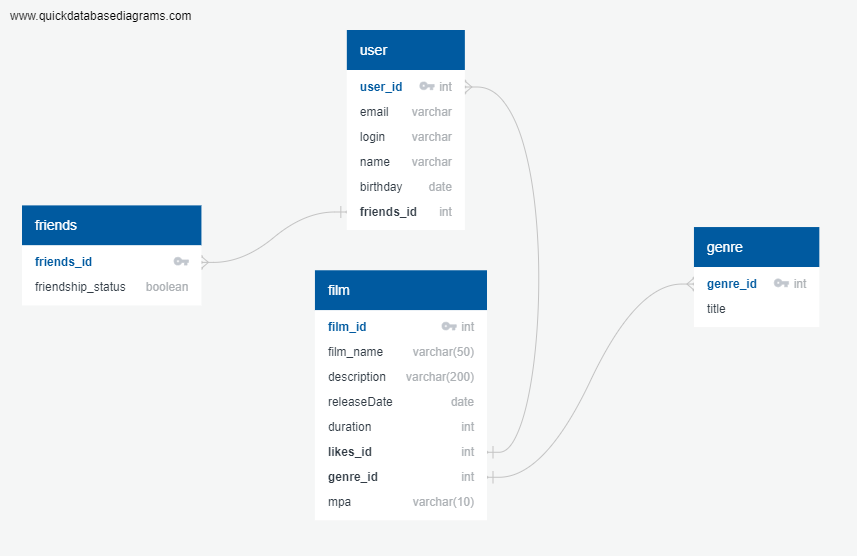 www.quickdatabasediagrams.com
user
user_id int
email varchar
login varchar
name varchar
birthday date
friends_id int
friends
friends_id
friendship_status boolean
film
film_id int
film_name varchar(50)
description varchar(200)
releaseDate date
duration int
likes_id int
genre_id int
mpa varchar(10)
genre
genre_id int
title